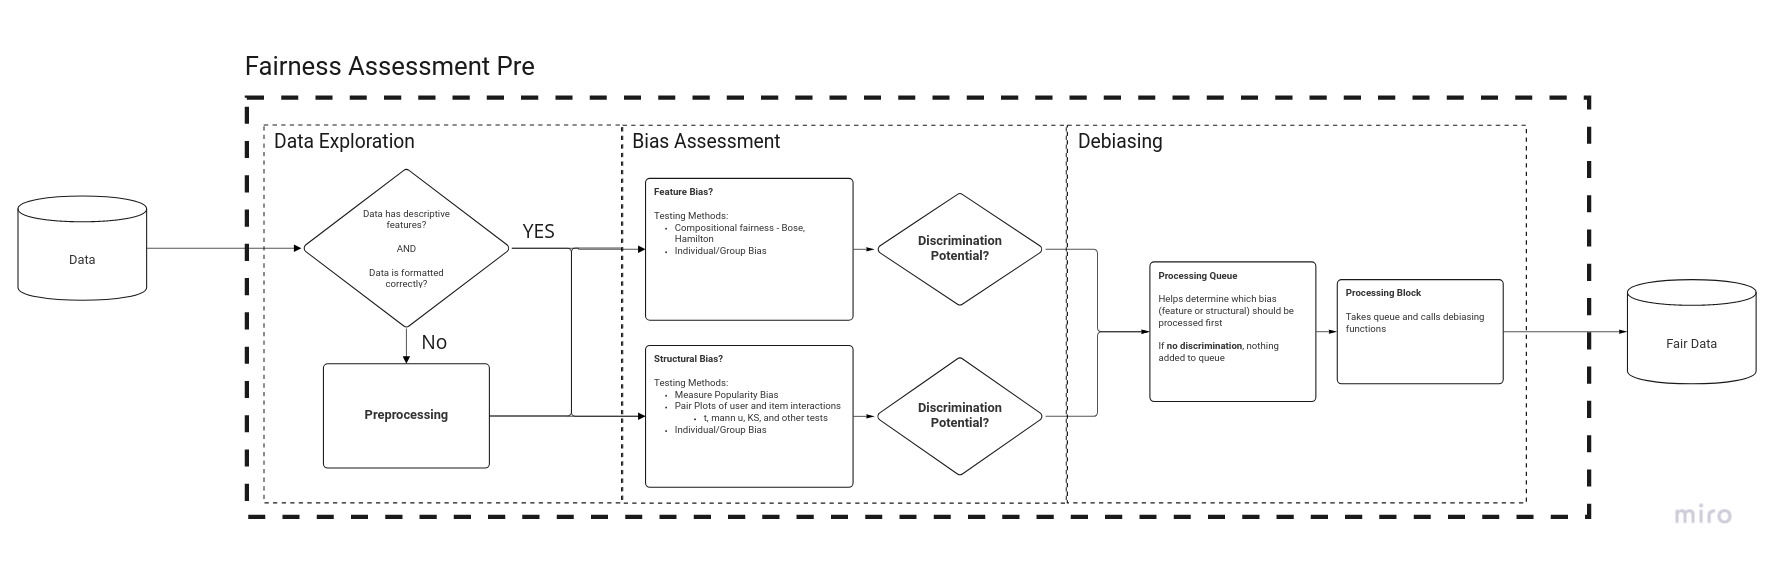 Fairness Assessment Pre
Data Exploration
Bias Assessment
Debiasing
Data
Data has descriptive
features?
AND
Data is formatted
correctly?
YES
No
Preprocessing
Feature Bias?
Testing Methods:
• Compositional fairness - Bose,
Hamilton
• Individual/Group Bias
Discrimination
Potential?
Structural Bias?
Testing Methods:
• Measure Popularity Bias
• Pair Plots of user and item interactions
• t, mann u, KS, and other tests
• Individual/Group Bias
Discrimination
Potential?
Processing Queue
Helps determine which bias
(feature or structural) should be
processed first
If no discrimination, nothing
added to queue
Processing Block
Takes queue and calls debiasing
functions
Fair Data
miro